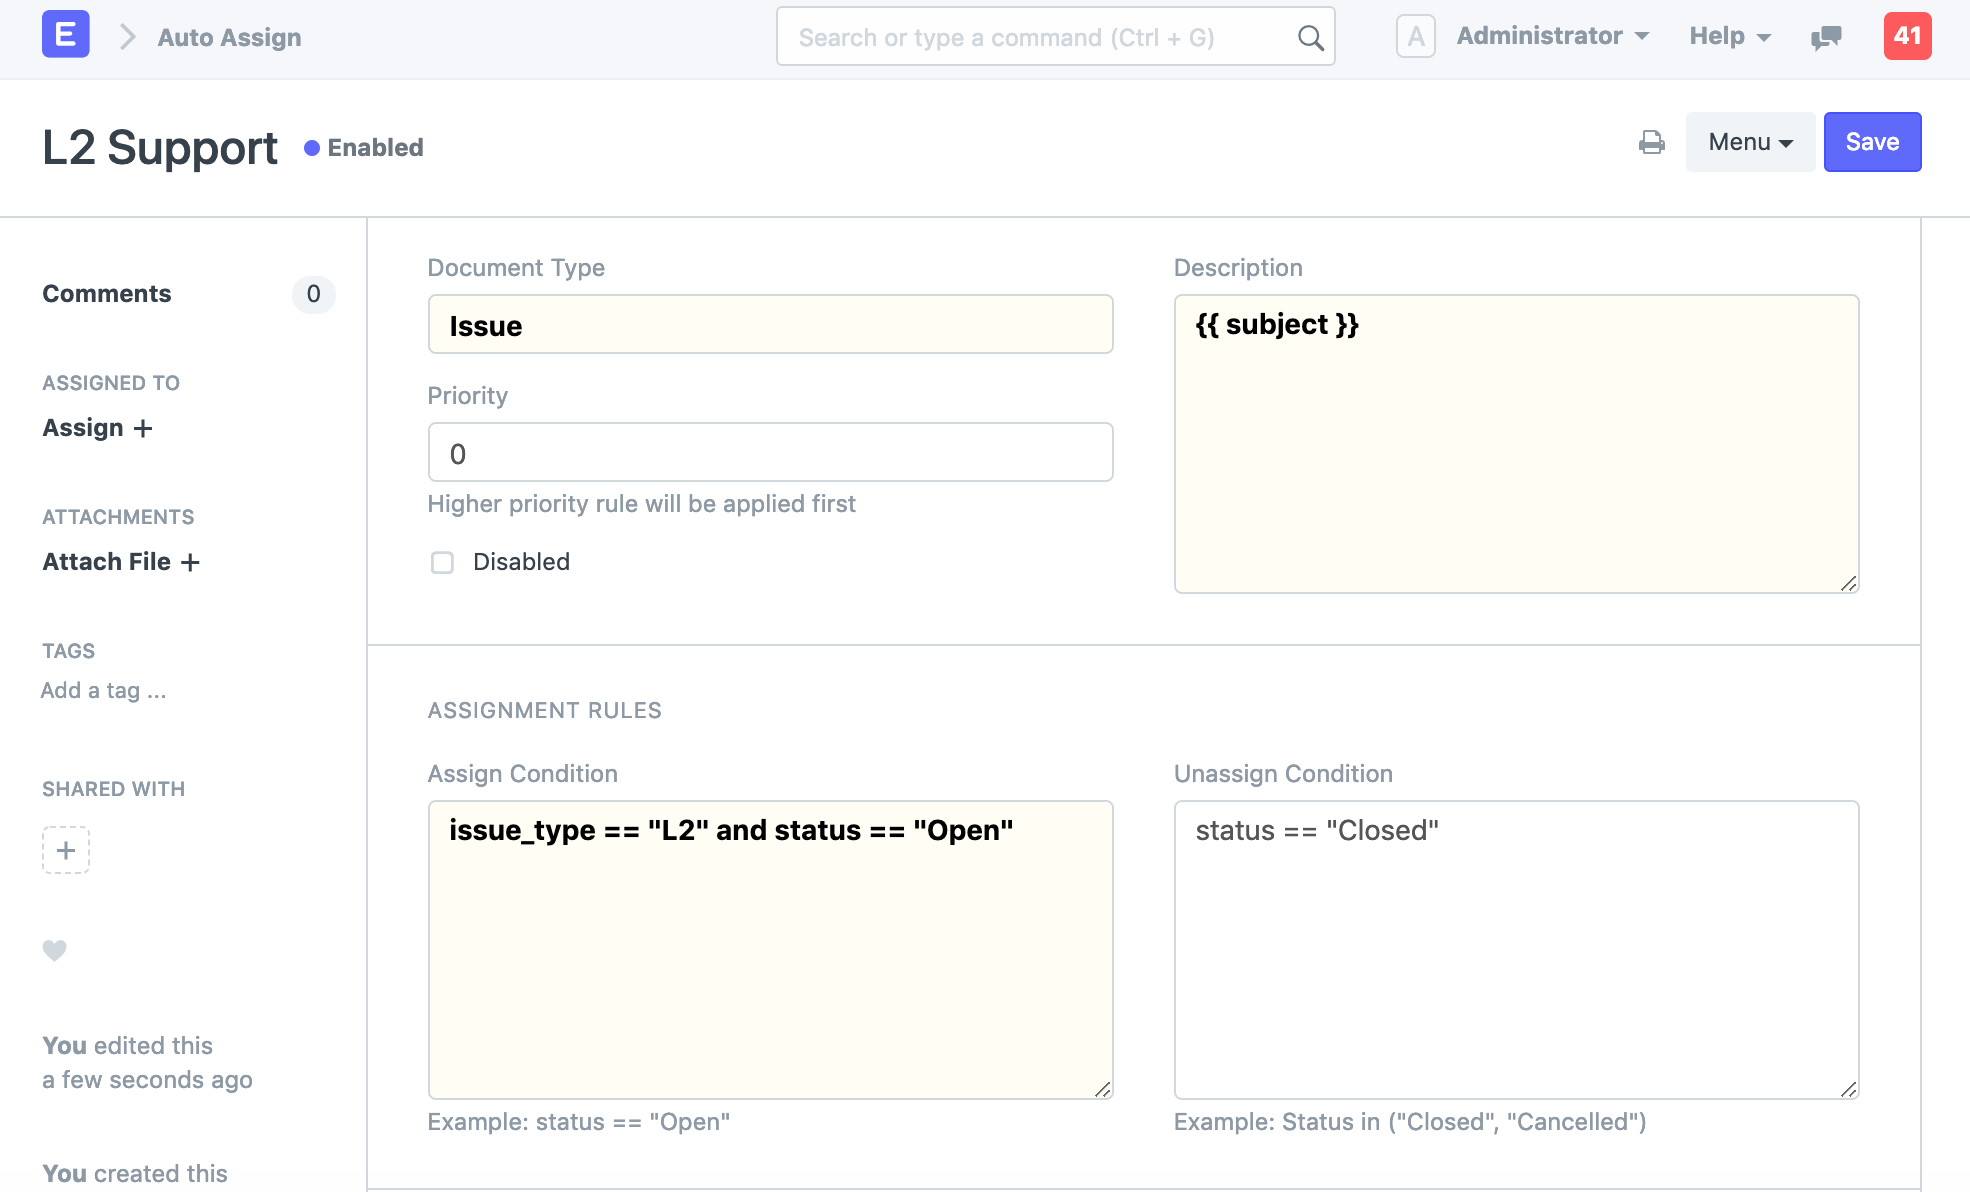 E
Auto Assign
Search or type a command (Ctrl + G)
A
Administrator
Help
41
L2 Support
Enabled
Menu
Save
Comments
0
ASSIGNED TO
Assign +
ATTACHMENTS
Attach File +
TAGS
Add a tag ...
SHARED WITH
+
You edited this
a few seconds ago
You created this
Document Type
Issue
Priority
0
Higher priority rule will be applied first
Disabled
Description
{{ subject }}
ASSIGNMENT RULES
Assign Condition
issue_type == "L2" and status == "Open"
Example: status == "Open"
Unassign Condition
status == "Closed"
Example: Status in ("Closed", "Cancelled")